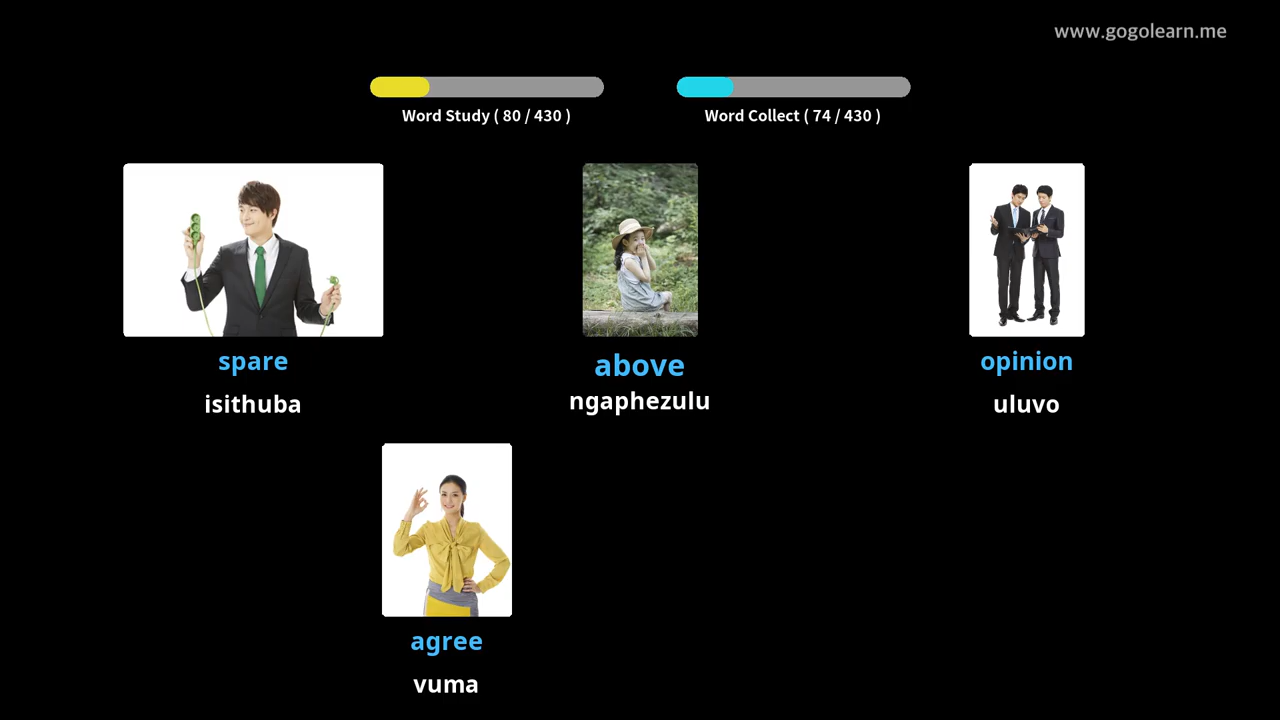 www.gogolearn.me
Word Study ( 80 / 430 )
Word Collect ( 74 / 430 )
spare
isithuba
above
ngaphezulu
opinion
uluvo
agree
vuma